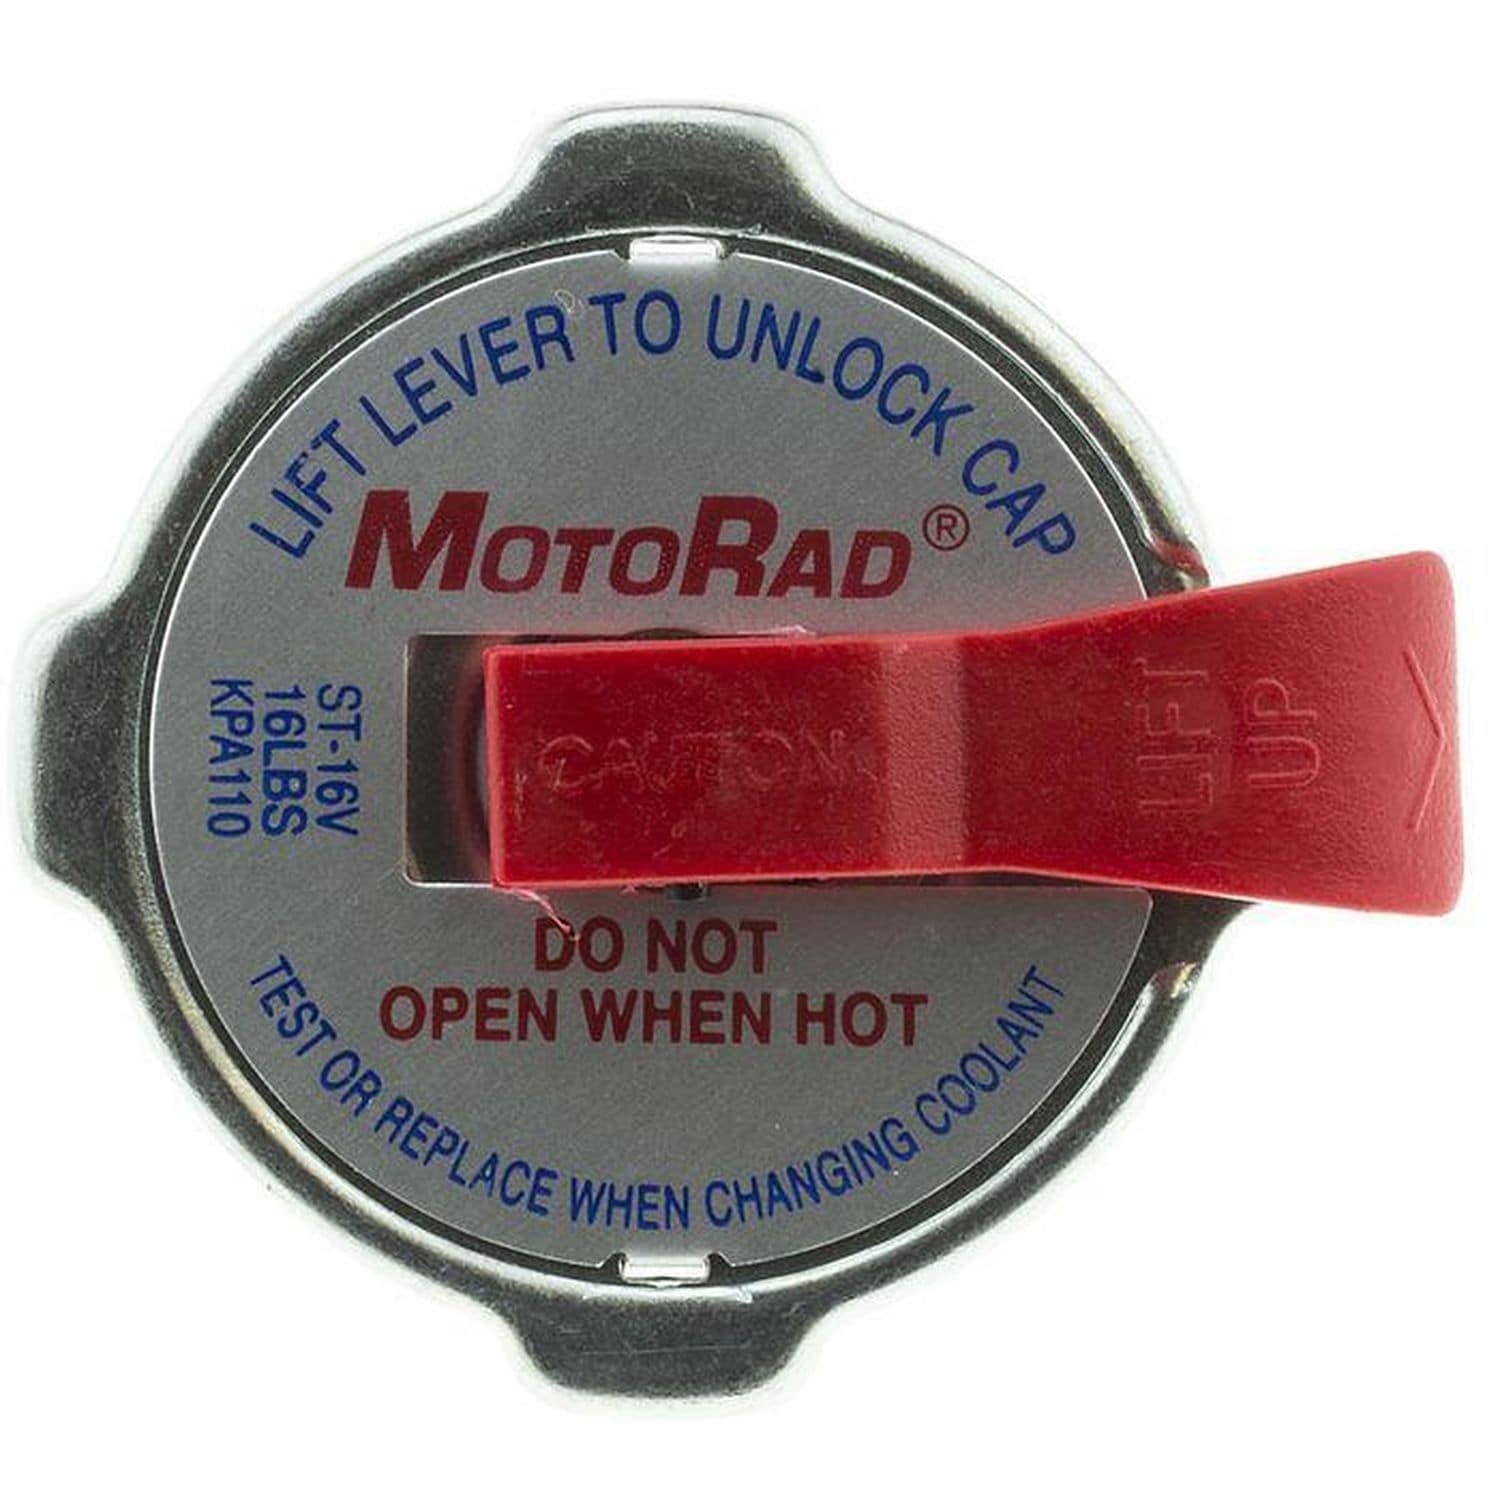 LIFT LEVER TO UNLOCK CAP
MOTORAD®
ST-16V
16LBS
KPA110
CAUTION
LIFT
UP
DO NOT
OPEN WHEN HOT
TEST OR REPLACE WHEN CHANGING COOLANT